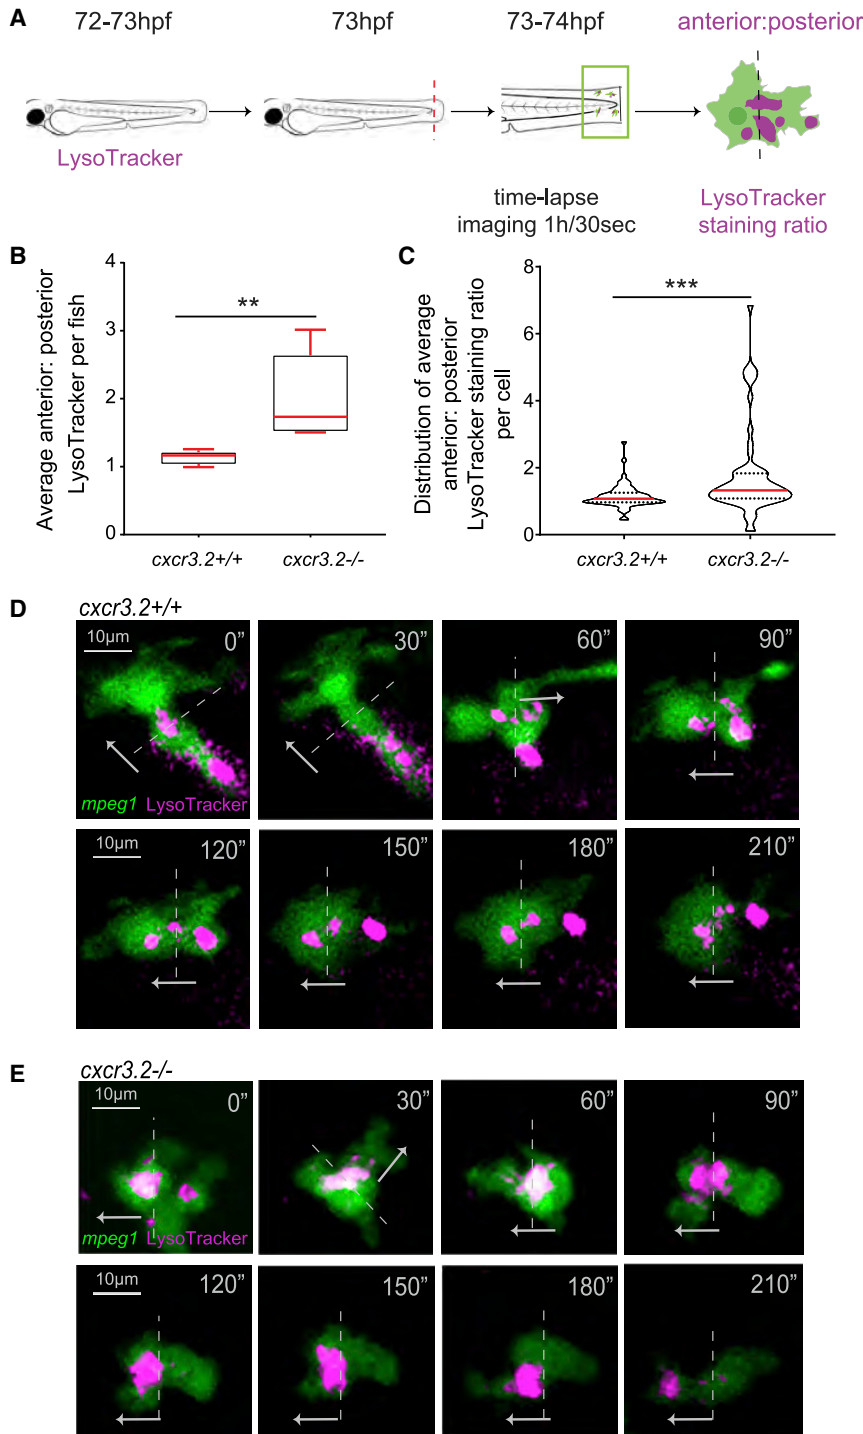 A
72-73hpf
73hpf
73-74hpf
anterior:posterior
LysoTracker
time-lapse
imaging 1h/30sec
LysoTracker
staining ratio
B
Average anterior: posterior
LysoTracker per fish
4
3
2
1
0
**
cxcr3.2+/+
cxcr3.2-/-
C
Distribution of average
anterior: posterior
LysoTracker staining ratio
per cell
8
6
4
2
0
***
cxcr3.2+/+
cxcr3.2-/-
D
cxcr3.2+/+
10µm
0”
30”
60”
90”
mpeg1 LysoTracker
10µm
120”
150”
180”
210”
E
cxcr3.2-/-
10µm
0”
30”
60”
90”
mpeg1 LysoTracker
10µm
120”
150”
180”
210”